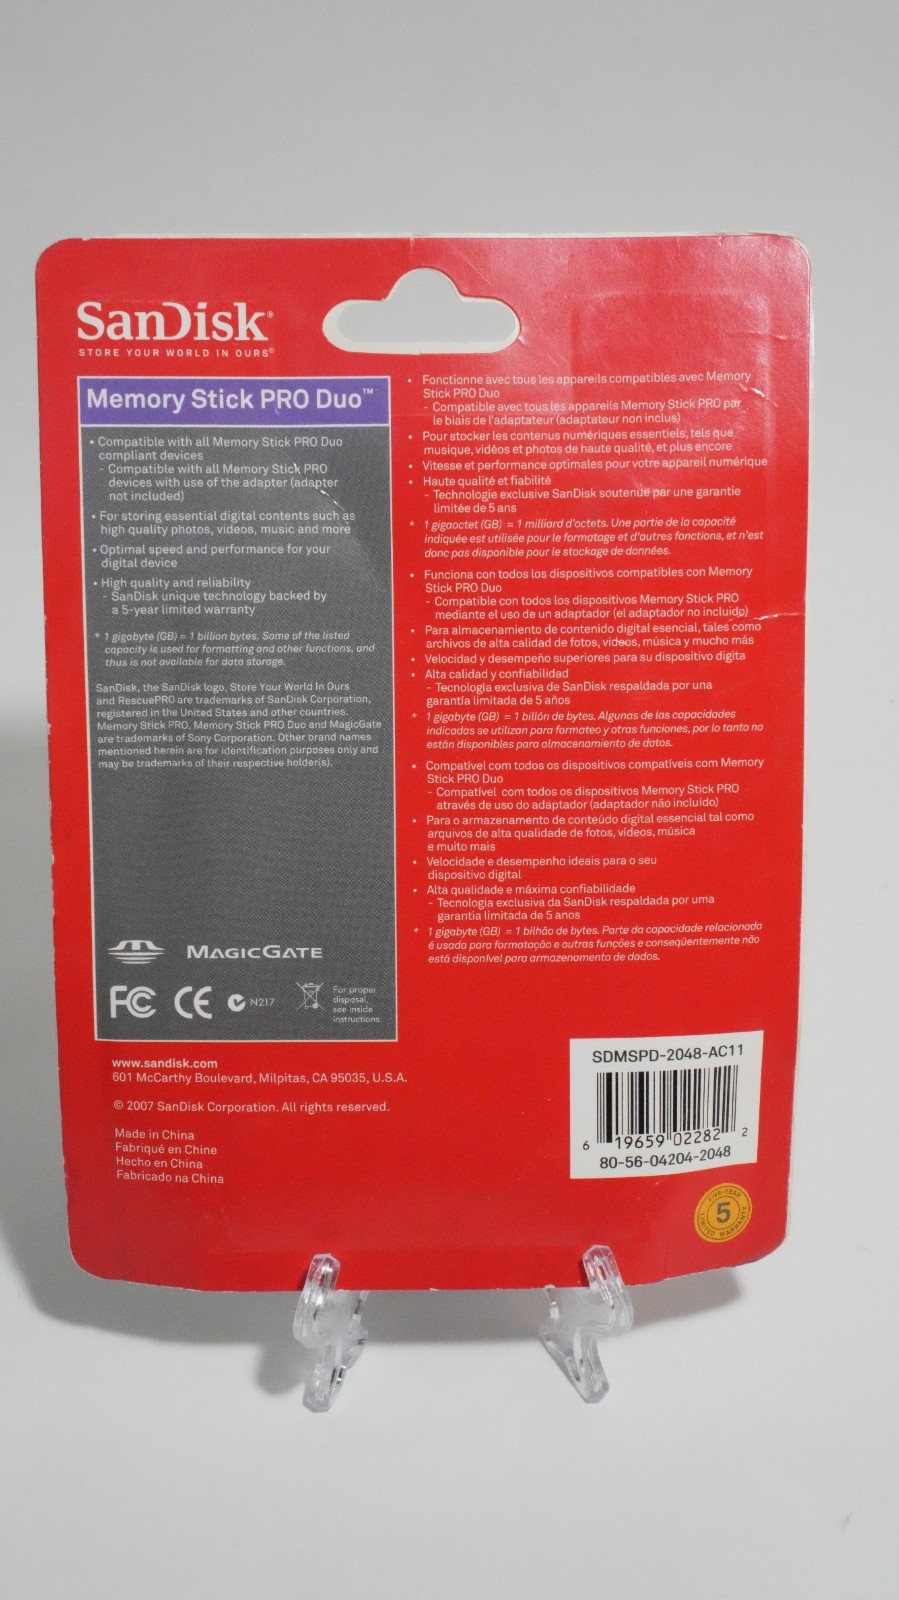 SanDisk®
STORE YOUR WORLD IN OURS®
Memory Stick PRO Duo™
• Compatible with all Memory Stick PRO Duo
compliant devices
- Compatible with all Memory Stick PRO
devices with use of the adapter (adapter
not included)
• For storing essential digital contents such as
high quality photos, videos, music and more
• Optimal speed and performance for your
digital device
• High quality and reliability
- SanDisk unique technology backed by
a 5-year limited warranty
* 1 gigabyte (GB) = 1 billion bytes. Some of the listed
capacity is used for formatting and other functions, and
thus is not available for data storage.
SanDisk, the SanDisk logo, Store Your World In Ours
and RescuePRO are trademarks of SanDisk Corporation,
registered in the United States and other countries.
Memory Stick PRO, Memory Stick PRO Duo and MagicGate
are trademarks of Sony Corporation. Other brand names
mentioned herein are for identification purposes only and
may be trademarks of their respective holder(s).
MAGICGATE
FC CE N217
For proper
disposal,
see inside
instructions.
www.sandisk.com
601 McCarthy Boulevard, Milpitas, CA 95035, U.S.A.
© 2007 SanDisk Corporation. All rights reserved.
Made in China
Fabriqué en Chine
Hecho en China
Fabricado na China
• Fonctionne avec tous les appareils compatibles avec Memory
Stick PRO Duo
- Compatible avec tous les appareils Memory Stick PRO par
le biais de l'adaptateur (adaptateur non inclus)
• Pour stocker les contenus numériques essentiels, tels que
musique, vidéos et photos de haute qualité, et plus encore
• Vitesse et performance optimales pour votre appareil numérique
• Haute qualité et fiabilité
- Technologie exclusive SanDisk soutenue par une garantie
limitée de 5 ans
* 1 gigaoctet (GB) = 1 milliard d'octets. Une partie de la capacité
indiquée est utilisée pour le formatage et d'autres fonctions, et n'est
donc pas disponible pour le stockage de données.
• Funciona con todos los dispositivos compatibles con Memory
Stick PRO Duo
- Compatible con todos los dispositivos Memory Stick PRO
mediante el uso de un adaptador (el adaptador no incluido)
• Para almacenamiento de contenido digital esencial, tales como
archivos de alta calidad de fotos, videos, música y mucho más
• Velocidad y desempeño superiores para su dispositivo digita
• Alta calidad y confiabilidad
- Tecnologia exclusiva de SanDisk respaldada por una
garantía limitada de 5 años
* 1 gigabyte (GB) = 1 billón de bytes. Algunas de las capacidades
indicadas se utilizan para formateo y otras funciones, por lo tanto no
están disponibles para almacenamiento de datos.
• Compatível com todos os dispositivos compatíveis com Memory
Stick PRO Duo
- Compatível com todos os dispositivos Memory Stick PRO
através de uso do adaptador (adaptador não incluído)
• Para o armazenamento de conteúdo digital essencial tal como
arquivos de alta qualidade de fotos, vídeos, música
e muito mais
• Velocidade e desempenho ideais para o seu
dispositivo digital
• Alta qualidade e máxima confiabilidade
- Tecnologia exclusiva da SanDisk respaldada por uma
garantia limitada de 5 anos
* 1 gigabyte (GB) = 1 bilhão de bytes. Parte da capacidade relacionada
é usada para formatação e outras funções e conseqüentemente não
está disponível para armazenamento de dados.
SDMSPD-2048-AC11
6 19659 02282 2
80-56-04204-2048
FIVE-YEAR
5
LIMITED WARRANTY